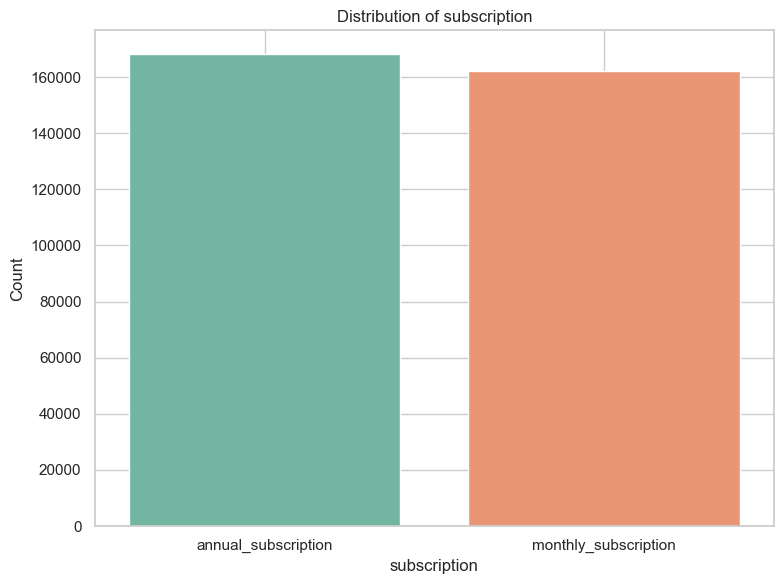 Distribution of subscription
160000
140000
120000
100000
80000
60000
40000
20000
0
Count
annual_subscription
monthly_subscription
subscription